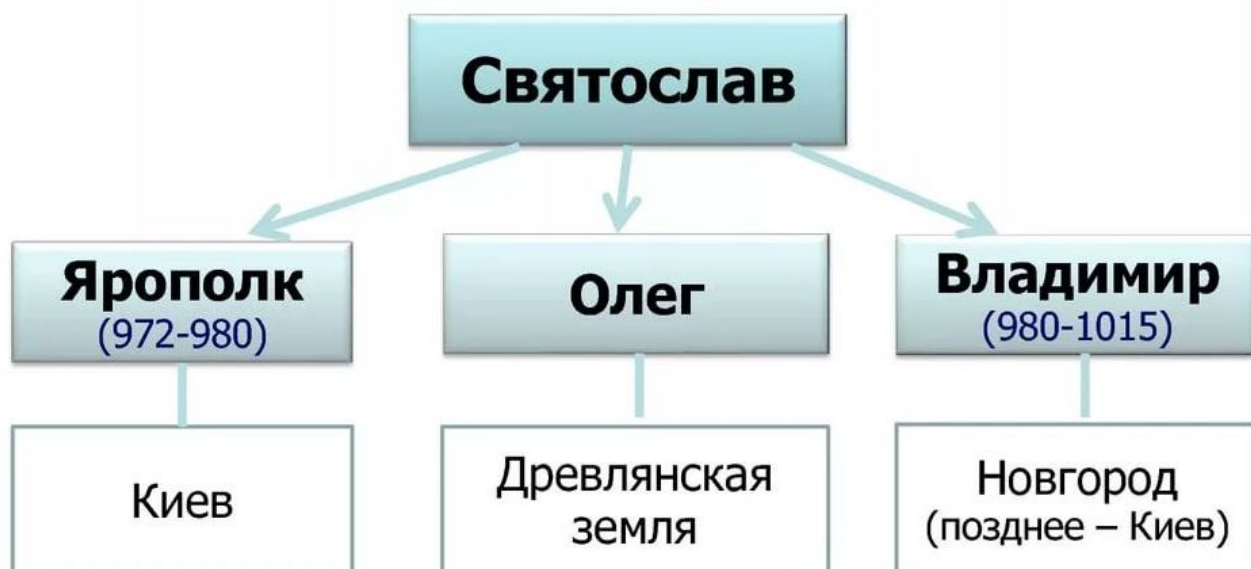 Святослав
Ярополк
(972-980)
Олег
Владимир
(980-1015)
Киев
Древлянская
земля
Новгород
(позднее – Киев)